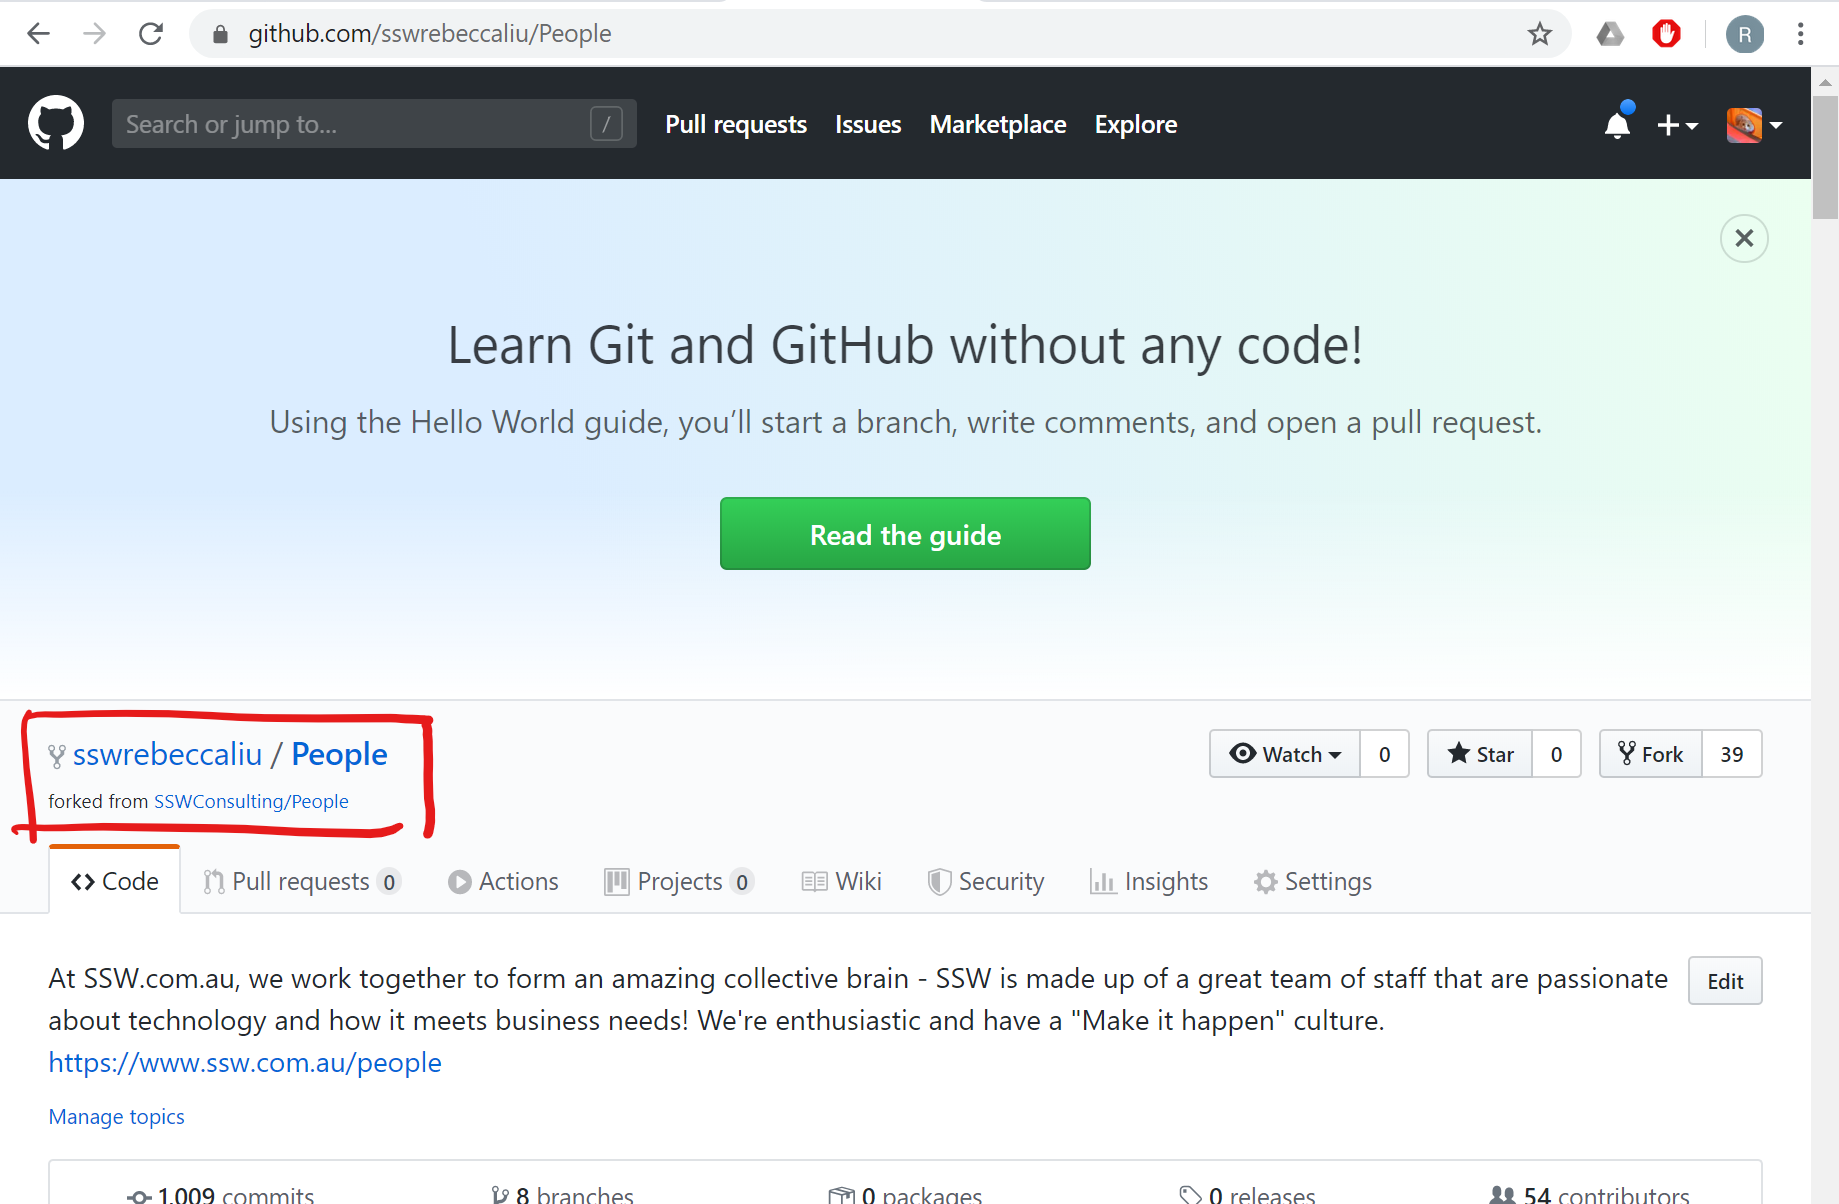 github.com/sswrebeccaliu/People
R
Search or jump to...
/
Pull requests Issues Marketplace Explore
Learn Git and GitHub without any code!
Using the Hello World guide, you’ll start a branch, write comments, and open a pull request.
Read the guide
sswrebeccaliu / People
forked from SSWConsulting/People
Watch 0 Star 0 Fork 39
Code Pull requests 0 Actions Projects 0 Wiki Security Insights Settings
At SSW.com.au, we work together to form an amazing collective brain - SSW is made up of a great team of staff that are passionate
about technology and how it meets business needs! We're enthusiastic and have a "Make it happen" culture.
https://www.ssw.com.au/people
Edit
Manage topics
1,009 commits 8 branches 0 packages 0 releases 54 contributors